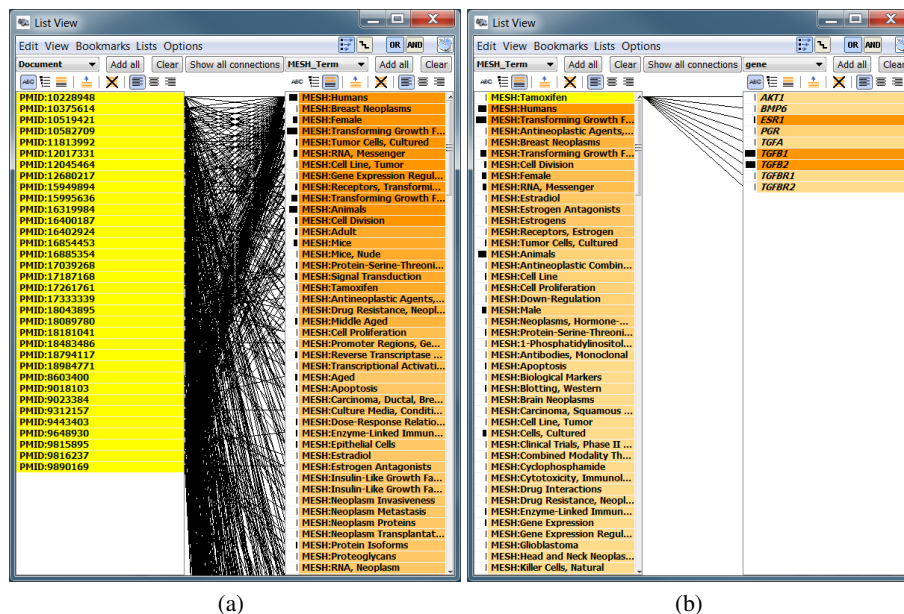 List View
Edit View Bookmarks Lists Options
OR AND
Document Add all Clear Show all connections MESH_Term Add all Clear
ABC
ABC
PMID:10228948
PMID:10375614
PMID:10519421
PMID:10582709
PMID:11813992
PMID:12017331
PMID:12045464
PMID:12680217
PMID:15949894
PMID:15995636
PMID:16319984
PMID:16400187
PMID:16402924
PMID:16854453
PMID:16885354
PMID:17039268
PMID:17187168
PMID:17261761
PMID:17333339
PMID:18043895
PMID:18089780
PMID:18181041
PMID:18483486
PMID:18794117
PMID:18984771
PMID:8603400
PMID:9018103
PMID:9023384
PMID:9312157
PMID:9443403
PMID:9648930
PMID:9815895
PMID:9816237
PMID:9890169
MESH:Humans
MESH:Breast Neoplasms
MESH:Female
MESH:Transforming Growth F...
MESH:Tumor Cells, Cultured
MESH:RNA, Messenger
MESH:Cell Line, Tumor
MESH:Gene Expression Regul...
MESH:Receptors, Transformi...
MESH:Transforming Growth F...
MESH:Animals
MESH:Cell Division
MESH:Adult
MESH:Mice
MESH:Mice, Nude
MESH:Protein-Serine-Threoni...
MESH:Signal Transduction
MESH:Tamoxifen
MESH:Antineoplastic Agents,...
MESH:Drug Resistance, Neopl...
MESH:Middle Aged
MESH:Cell Proliferation
MESH:Promoter Regions, Ge...
MESH:Reverse Transcriptase ...
MESH:Transcriptional Activati...
MESH:Aged
MESH:Apoptosis
MESH:Carcinoma, Ductal, Bre...
MESH:Culture Media, Conditi...
MESH:Dose-Response Relatio...
MESH:Enzyme-Linked Immun...
MESH:Epithelial Cells
MESH:Estradiol
MESH:Estrogen Antagonists
MESH:Insulin-Like Growth Fa...
MESH:Insulin-Like Growth Fa...
MESH:Neoplasm Invasiveness
MESH:Neoplasm Metastasis
MESH:Neoplasm Proteins
MESH:Neoplasm Transplantat...
MESH:Protein Isoforms
MESH:Proteoglycans
MESH:RNA, Neoplasm
(a)
List View
Edit View Bookmarks Lists Options
OR AND
MESH_Term Add all Clear Show all connections gene Add all Clear
ABC
ABC
MESH:Tamoxifen
MESH:Humans
MESH:Transforming Growth F...
MESH:Antineoplastic Agents,...
MESH:Breast Neoplasms
MESH:Transforming Growth F...
MESH:Cell Division
MESH:Female
MESH:RNA, Messenger
MESH:Estradiol
MESH:Estrogen Antagonists
MESH:Estrogens
MESH:Receptors, Estrogen
MESH:Tumor Cells, Cultured
MESH:Animals
MESH:Antineoplastic Combin...
MESH:Cell Line
MESH:Cell Proliferation
MESH:Down-Regulation
MESH:Male
MESH:Neoplasms, Hormone-...
MESH:Protein-Serine-Threoni...
MESH:1-Phosphatidylinositol...
MESH:Antibodies, Monoclonal
MESH:Apoptosis
MESH:Biological Markers
MESH:Blotting, Western
MESH:Brain Neoplasms
MESH:Carcinoma, Squamous ...
MESH:Cell Line, Tumor
MESH:Cells, Cultured
MESH:Clinical Trials, Phase II ...
MESH:Combined Modality Th...
MESH:Cyclophosphamide
MESH:Cytotoxicity, Immunol...
MESH:Drug Interactions
MESH:Drug Resistance, Neopl...
MESH:Enzyme-Linked Immun...
MESH:Gene Expression
MESH:Gene Expression Regul...
MESH:Glioblastoma
MESH:Head and Neck Neoplas...
MESH:Killer Cells, Natural
AKT1
BMP6
ESR1
PGR
TGFA
TGFB1
TGFB2
TGFBR1
TGFBR2
(b)